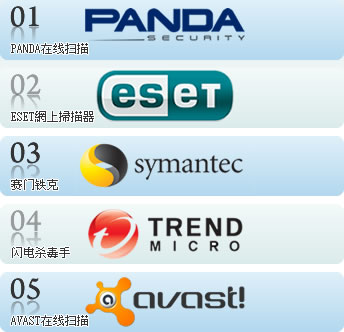 01
PANDA
SECURITY
PANDA在线扫描
02
eset
ESET網上掃描器
03
symantec
赛门铁克
04
TREND
MICRO
闪电杀毒手
05
avast!
AVAST在线扫描